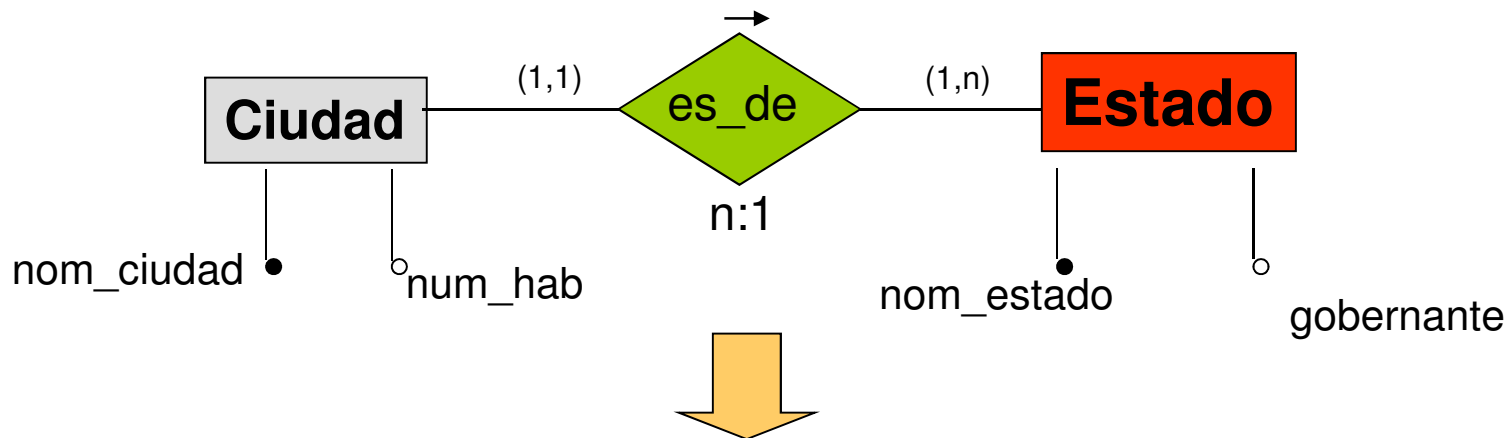 (1,1)
(1,n)
Ciudad
es_de
Estado
n:1
nom_ciudad
num_hab
nom_estado
gobernante